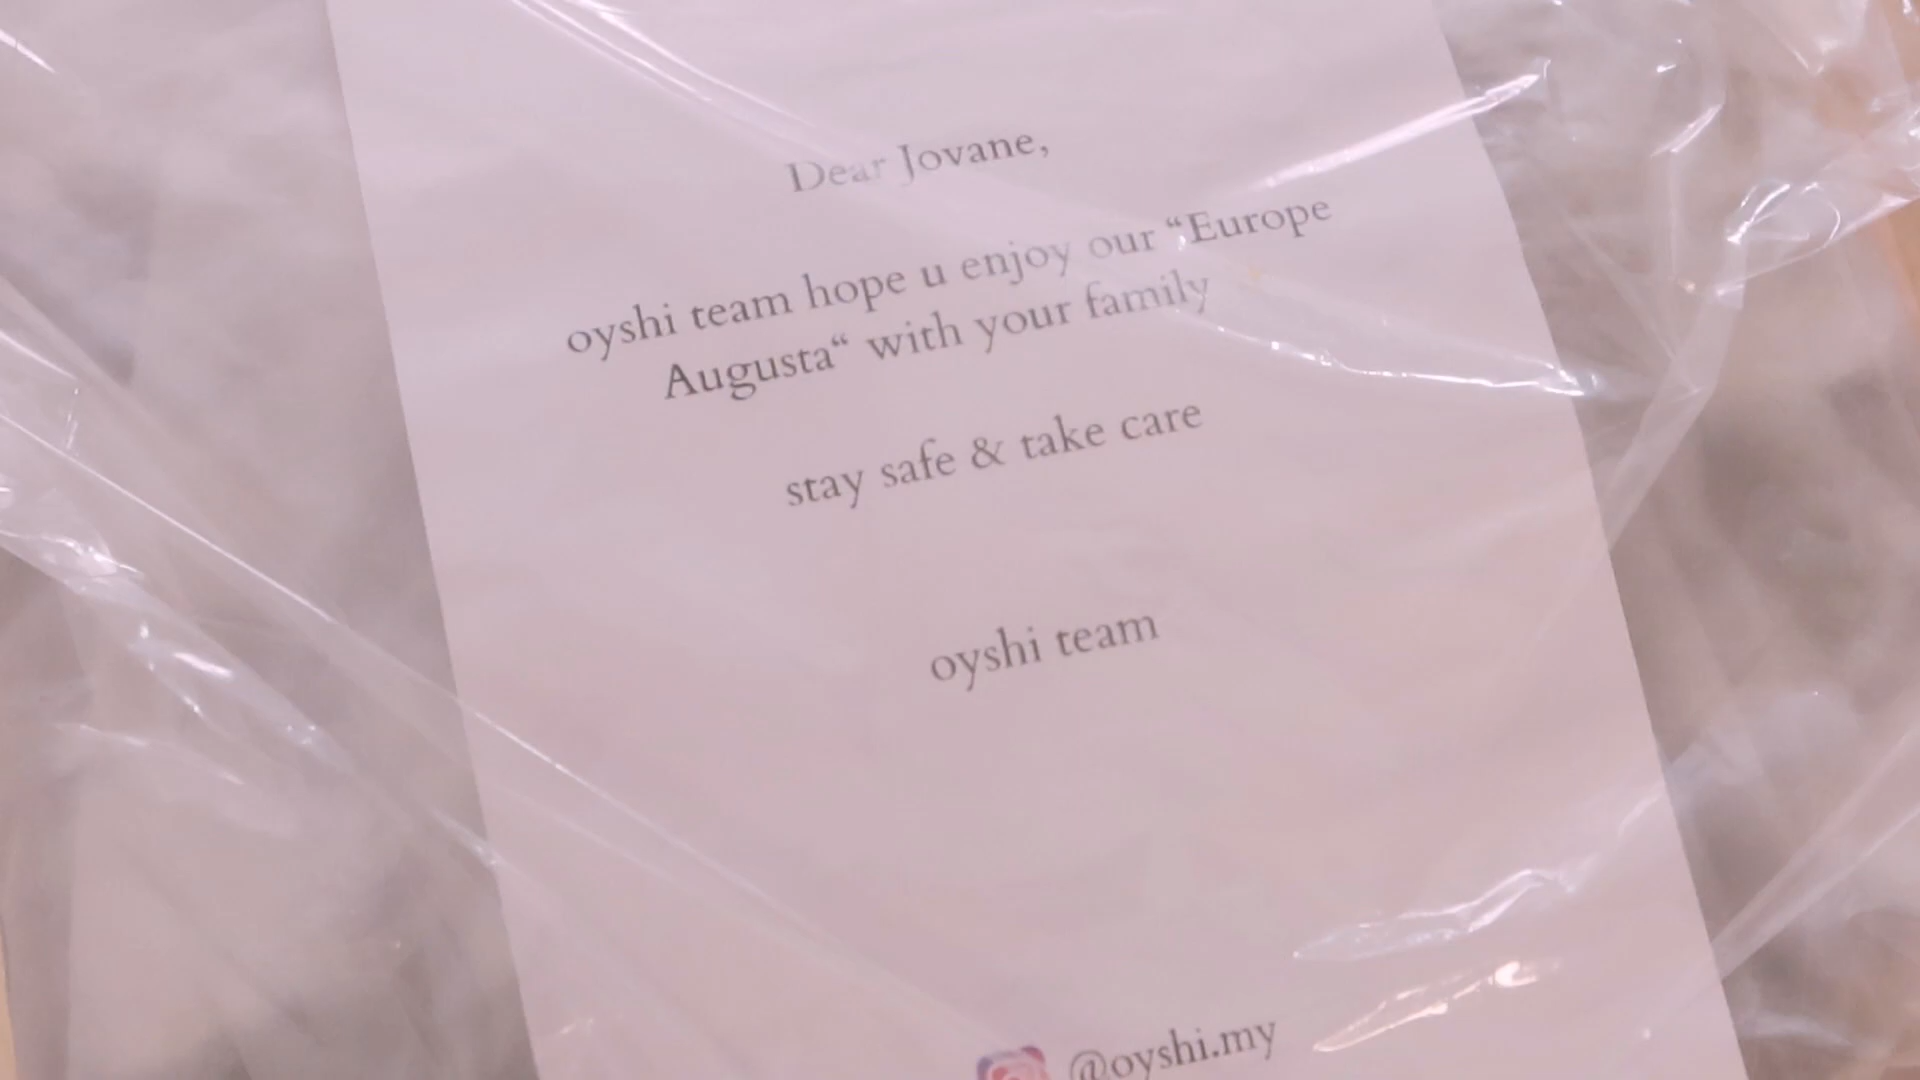 Dear Jovane,
oyshi team hope u enjoy our “Europe
Augusta“ with your family
stay safe & take care
oyshi team
@oyshi.my